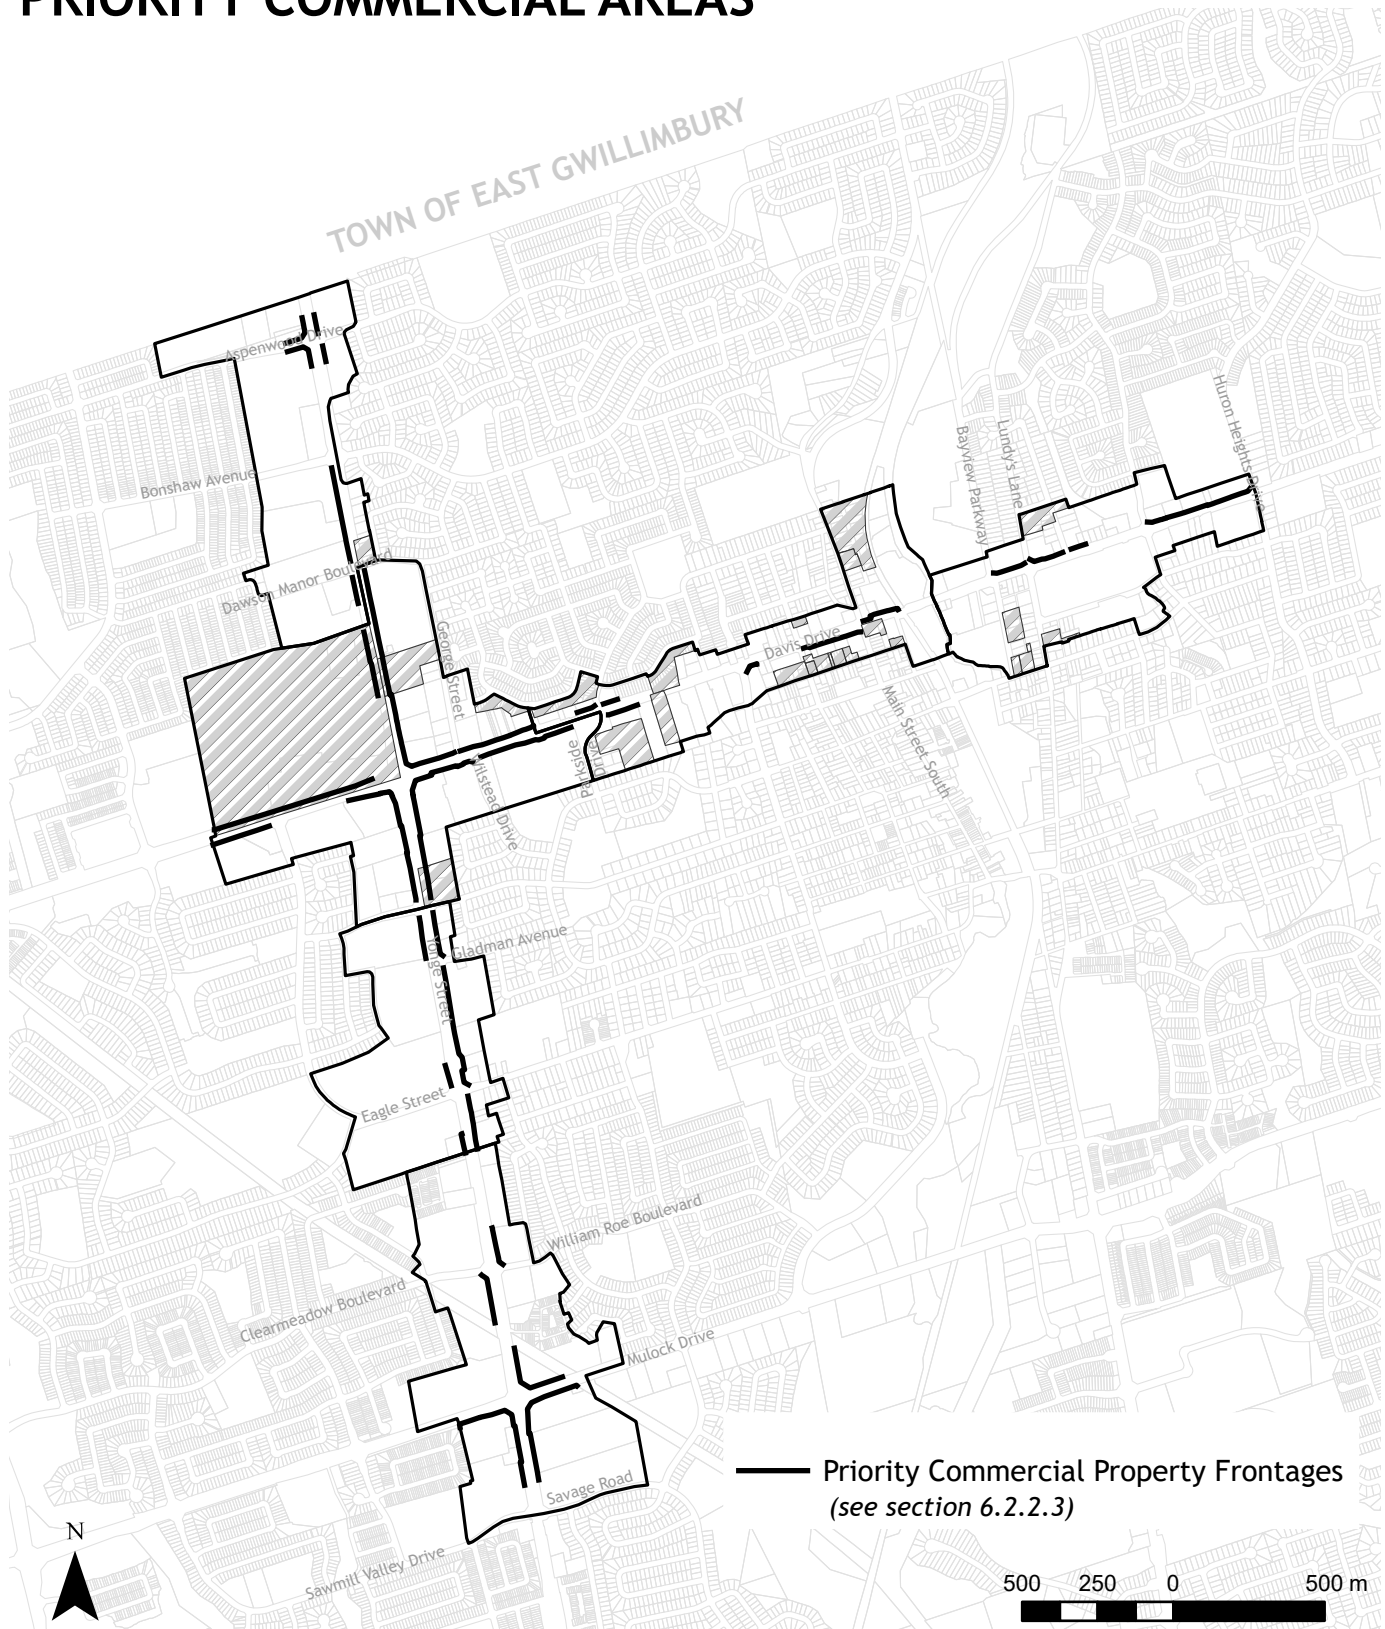 PRIORITY COMMERCIAL AREAS
TOWN OF EAST GWILLIMBURY
Aspenwood Drive
Huron Heights Drive
Bayview Parkway
Lundy's Lane
Bonshaw Avenue
Dawson Manor Boulevard
George Street
Davis Drive
Main Street South
Parkside
Drive
Wilstead Drive
Gladman Avenue
Yonge Street
Eagle Street
William Roe Boulevard
Clearmeadow Boulevard
Mulock Drive
Priority Commercial Property Frontages
(see section 6.2.2.3)
Savage Road
Sawmill Valley Drive
N
500 250 0 500 m